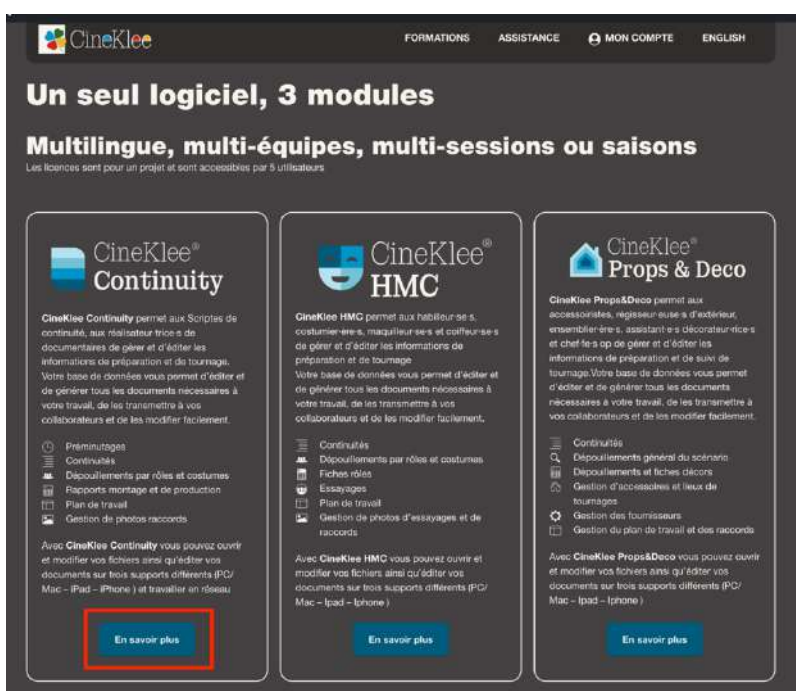 CineKlee
FORMATIONS ASSISTANCE MON COMPTE ENGLISH
Un seul logiciel, 3 modules
Multilingue, multi-équipes, multi-sessions ou saisons
Les licences sont pour un projet et sont accessibles par 5 utilisateurs
CineKlee®
Continuity
CineKlee Continuity permet aux Scriptes de
continuité, aux réalisateur·trice·s de
documentaires de gérer et d'éditer les
informations de préparation et de tournage.
Votre base de données vous permet d'éditer et
de générer tous les documents nécessaires à
votre travail, de les transmettre à vos
collaborateurs et de les modifier facilement.
Préminutages
Continuités
Dépouillements par rôles et costumes
Rapports montage et de production
Plan de travail
Gestion de photos raccords
Avec CineKlee Continuity vous pouvez ouvrir
et modifier vos fichiers ainsi qu'éditer vos
documents sur trois supports différents (PC/
Mac – iPad – iPhone ) et travailler en réseau
En savoir plus
CineKlee®
HMC
CineKlee HMC permet aux habilleur·se·s,
costumier·ère·s, maquilleur·se·s et coiffeur·se·s
de gérer et d'éditer les informations de
préparation et de tournage
Votre base de données vous permet d'éditer et
de générer tous les documents nécessaires à
votre travail, de les transmettre à vos
collaborateurs et de les modifier facilement.
Continuités
Dépouillements par rôles et costumes
Fiches rôles
Essayages
Plan de travail
Gestion de photos d'essayages et de
raccords
Avec CineKlee HMC vous pouvez ouvrir et
modifier vos fichiers ainsi qu'éditer vos
documents sur trois supports différents (PC/
Mac – Ipad – Iphone )
En savoir plus
CineKlee®
Props & Deco
CineKlee Props&Deco permet aux
accessoiristes, régisseur·euse·s d'extérieur,
ensemblier·ère·s, assistant·e·s décorateur·rice·s
et chef·fe·s op de gérer et d'éditer les
informations de préparation et de suivi de
tournage.Votre base de données vous permet
d'éditer et de générer tous les documents
nécessaires à votre travail, de les transmettre à
vos collaborateurs et de les modifier facilement.
Continuités
Dépouillements général du scénario
Dépouillements et fiches décors
Gestion d'accessoires et lieux de
tournages
Gestion des fournisseurs
Gestion du plan de travail et des raccords
Avec CineKlee Props&Deco vous pouvez ouvrir
et modifier vos fichiers ainsi qu'éditer vos
documents sur trois supports différents (PC/
Mac – Ipad – Iphone )
En savoir plus